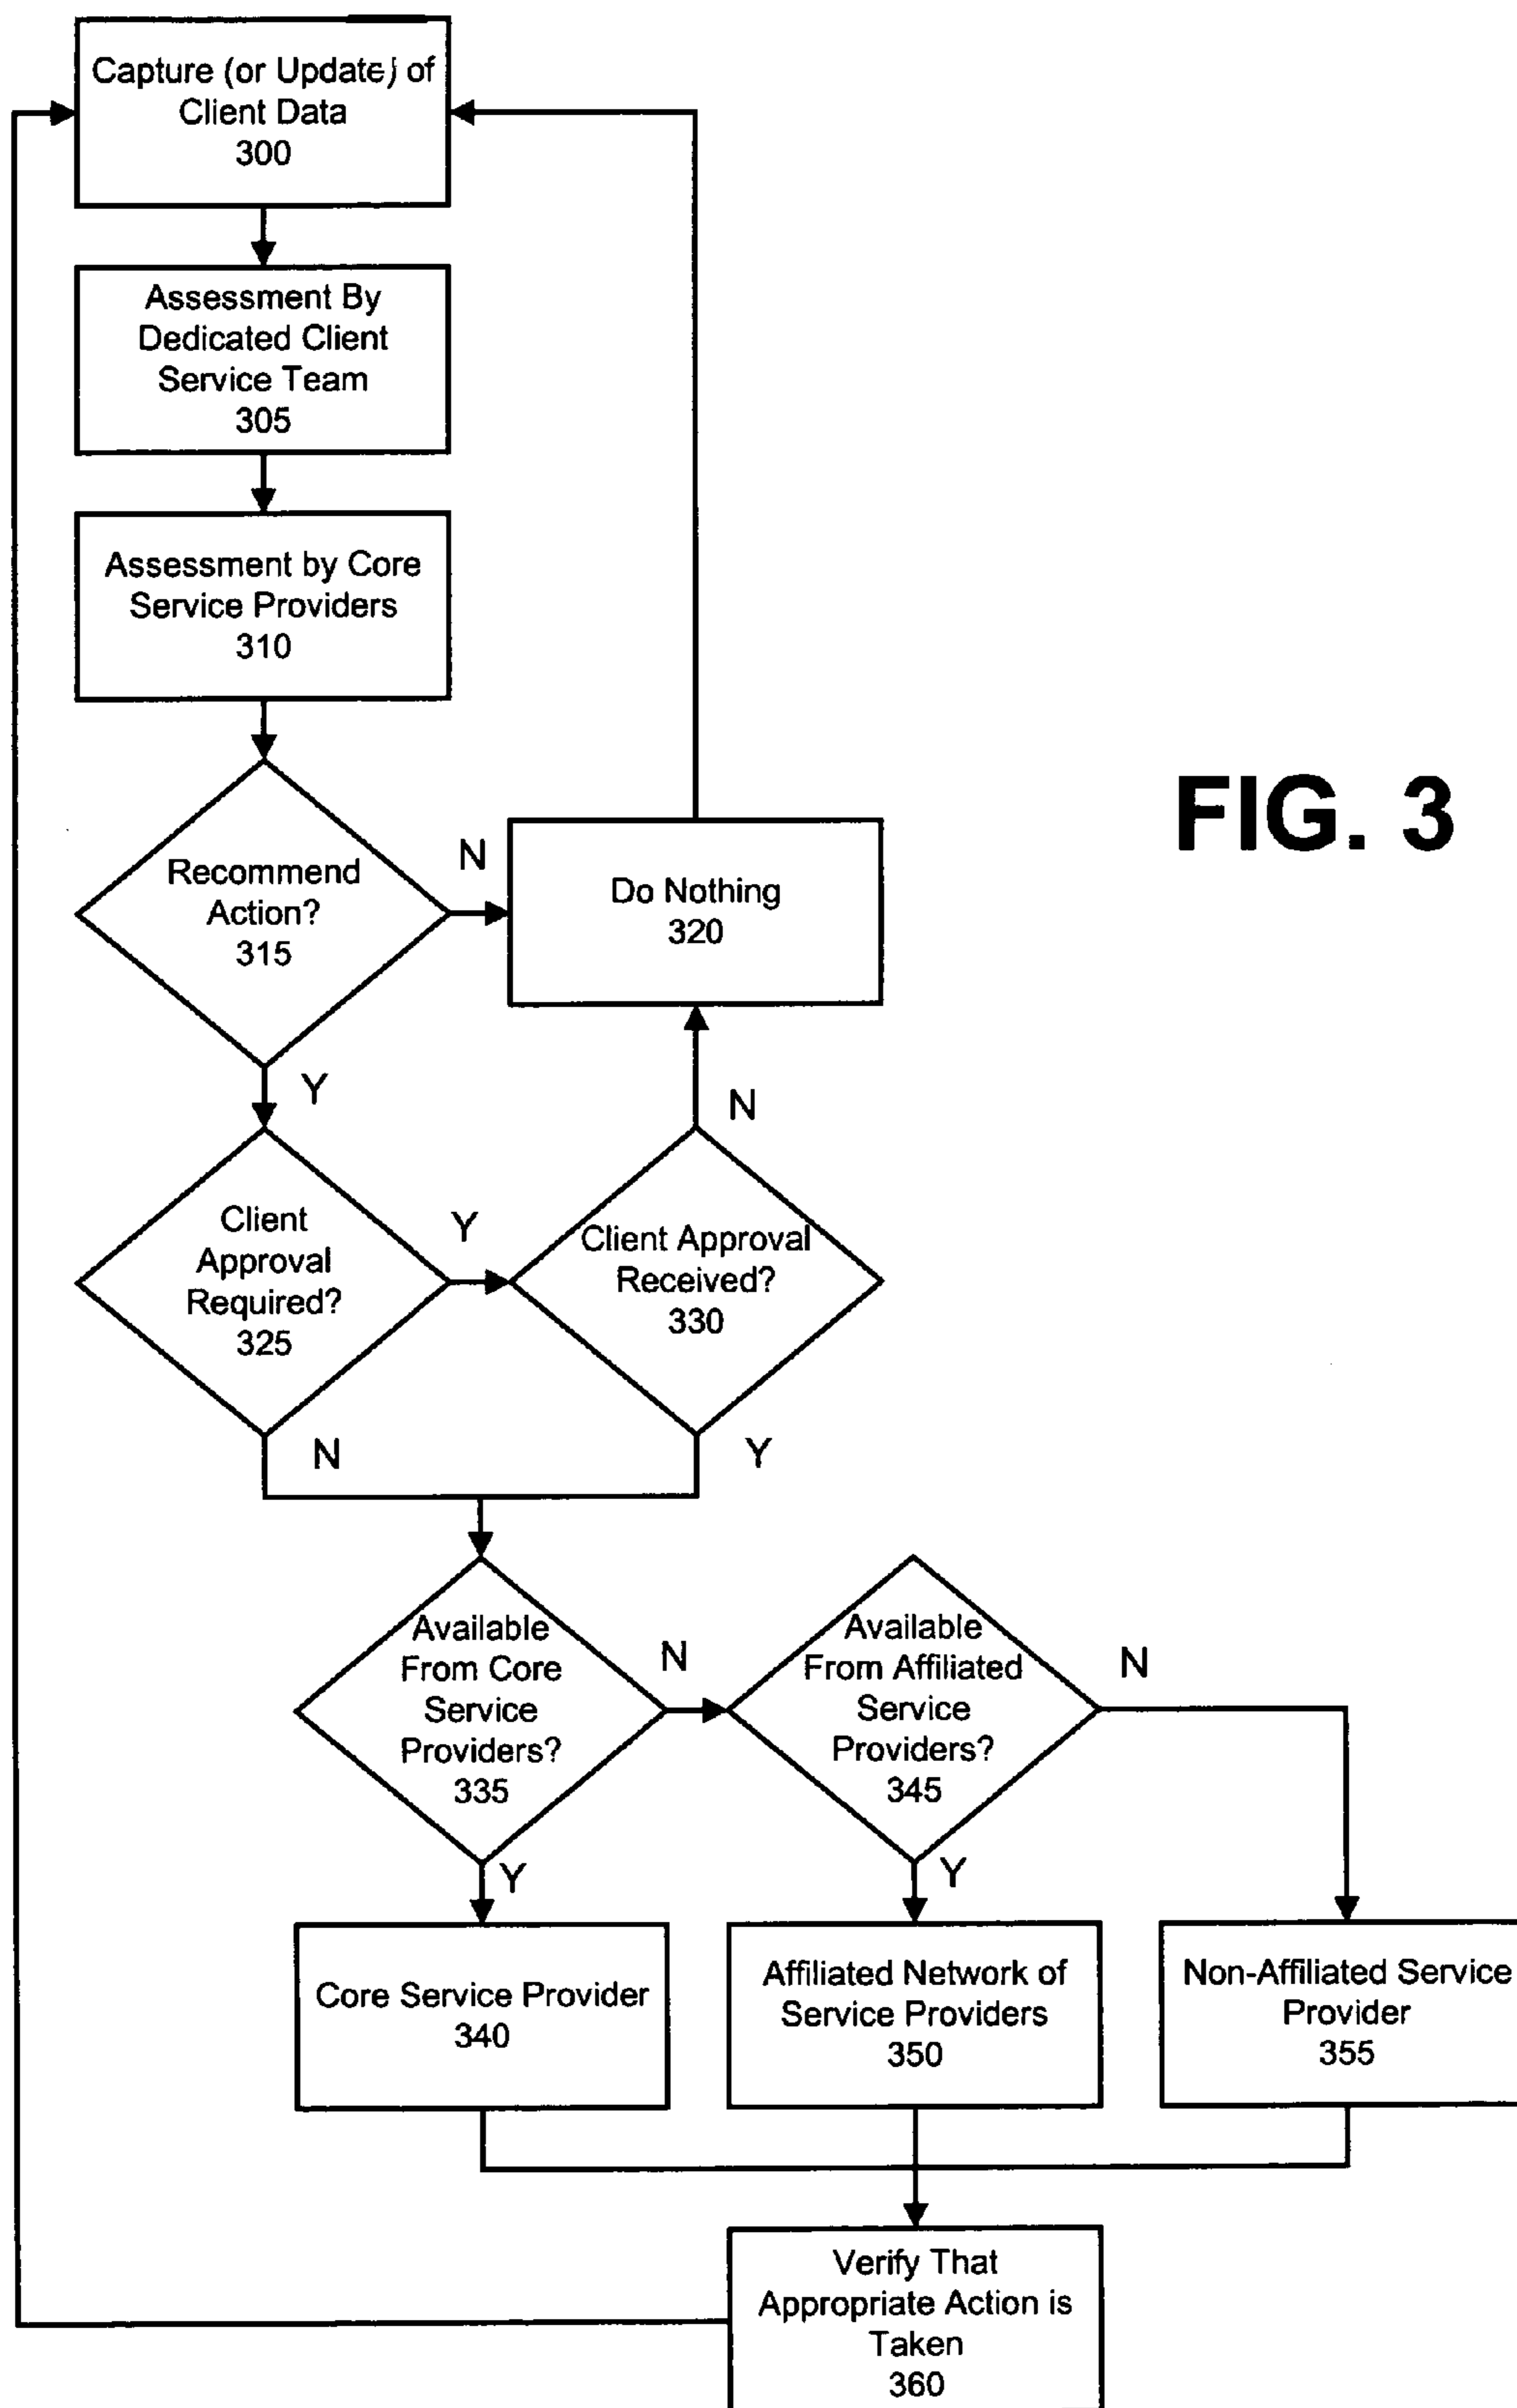 Capture (or Update) of
Client Data
300
Assessment By
Dedicated Client
Service Team
305
Assessment by Core
Service Providers
310
FIG. 3
Recommend
Action?
315
N
Do Nothing
320
Y
N
Client
Approval
Required?
325
Y
Client Approval
Received?
330
N
Y
Available
From Core
Service
Providers?
335
N
Available
From Affiliated
Service
Providers?
345
N
Y
Y
Core Service Provider
340
Affiliated Network of
Service Providers
350
Non-Affiliated Service
Provider
355
Verify That
Appropriate Action is
Taken
360